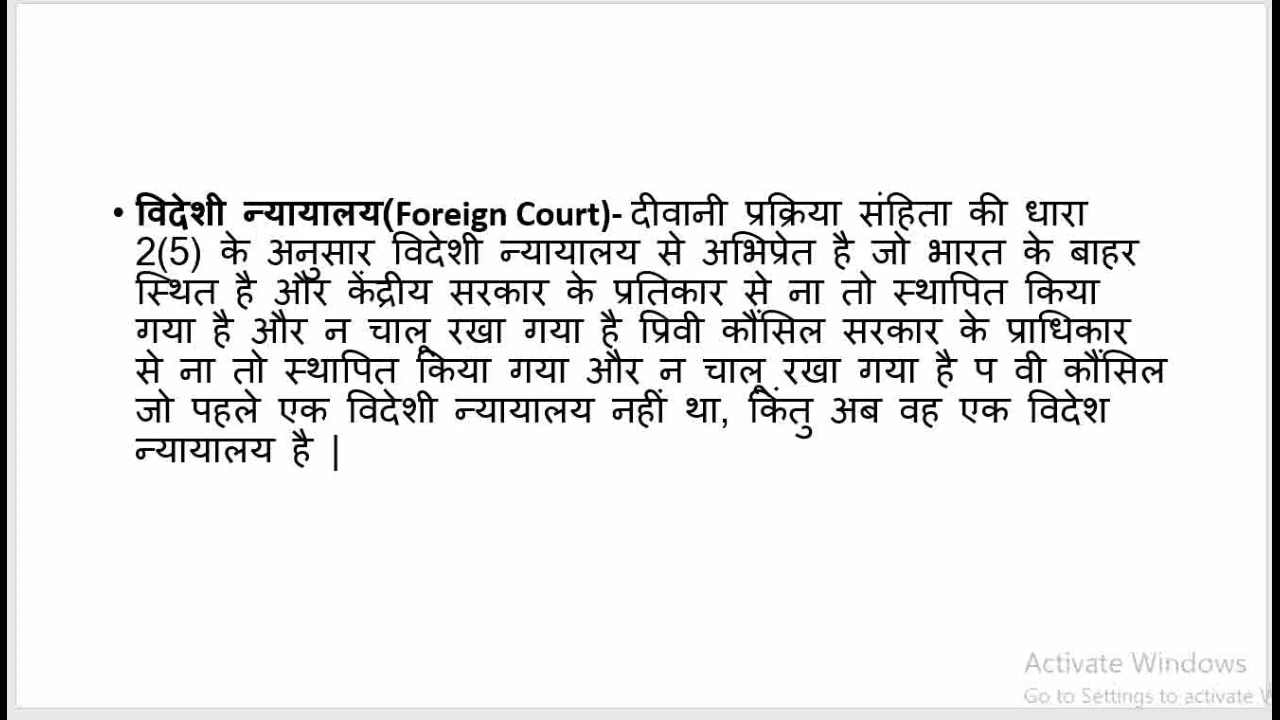 • विदेशी न्यायालय(Foreign Court)- दीवानी प्रक्रिया संहिता की धारा
2(5) के अनुसार विदेशी न्यायालय से अभिप्रेत है जो भारत के बाहर
स्थित है और केंद्रीय सरकार के प्रतिकार से ना तो स्थापित किया
गया है और न चालू रखा गया है प्रिवी कौंसिल सरकार के प्राधिकार
से ना तो स्थापित किया गया और न चालू रखा गया है प वी कौंसिल
जो पहले एक विदेशी न्यायालय नहीं था, किंतु अब वह एक विदेश
न्यायालय है |
Activate Windows
Go to Settings to activate W